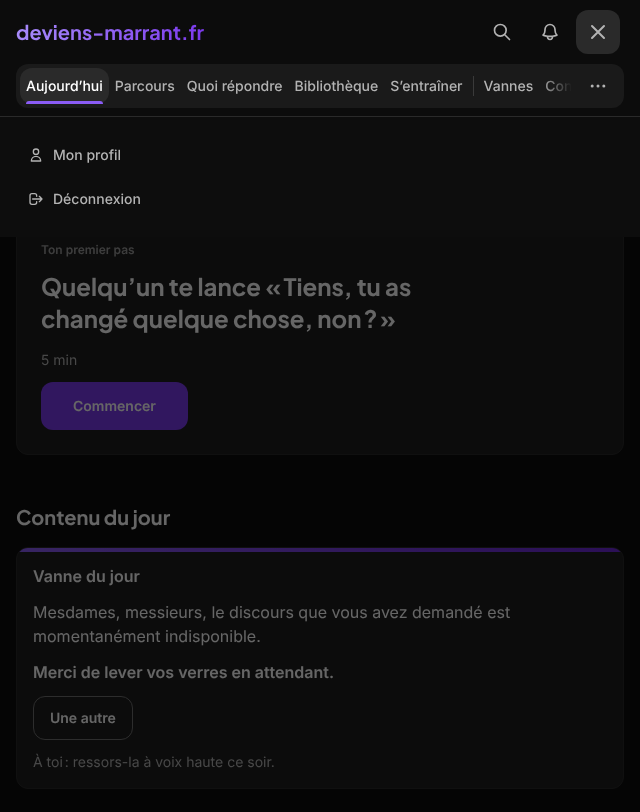 deviens-marrant.fr
Aujourd’hui Parcours Quoi répondre Bibliothèque S’entraîner Vannes
Mon profil
Déconnexion
Ton premier pas
Quelqu’un te lance « Tiens, tu as
changé quelque chose, non ? »
5 min
Commencer
Contenu du jour
Vanne du jour
Mesdames, messieurs, le discours que vous avez demandé est
momentanément indisponible.
Merci de lever vos verres en attendant.
Une autre
À toi : ressors-la à voix haute ce soir.